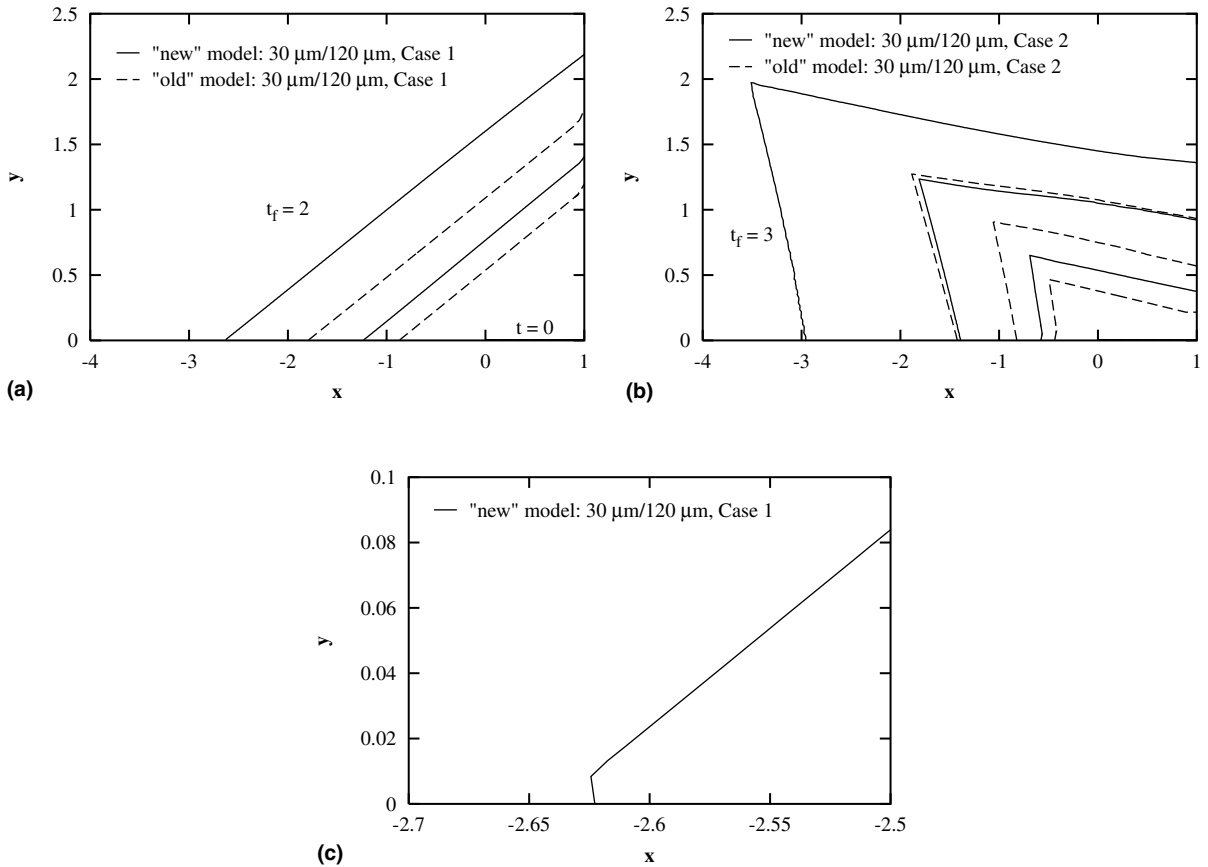 2.5
2
1.5
1
0.5
0
y
"new" model: 30 μm/120 μm, Case 1
"old" model: 30 μm/120 μm, Case 1
t_f = 2
t = 0
-4 -3 -2 -1 0 1
x
(a)
2.5
2
1.5
1
0.5
0
y
"new" model: 30 μm/120 μm, Case 2
"old" model: 30 μm/120 μm, Case 2
t_f = 3
-4 -3 -2 -1 0 1
x
(b)
0.1
0.08
0.06
0.04
0.02
0
y
"new" model: 30 μm/120 μm, Case 1
-2.7 -2.65 -2.6 -2.55 -2.5
x
(c)